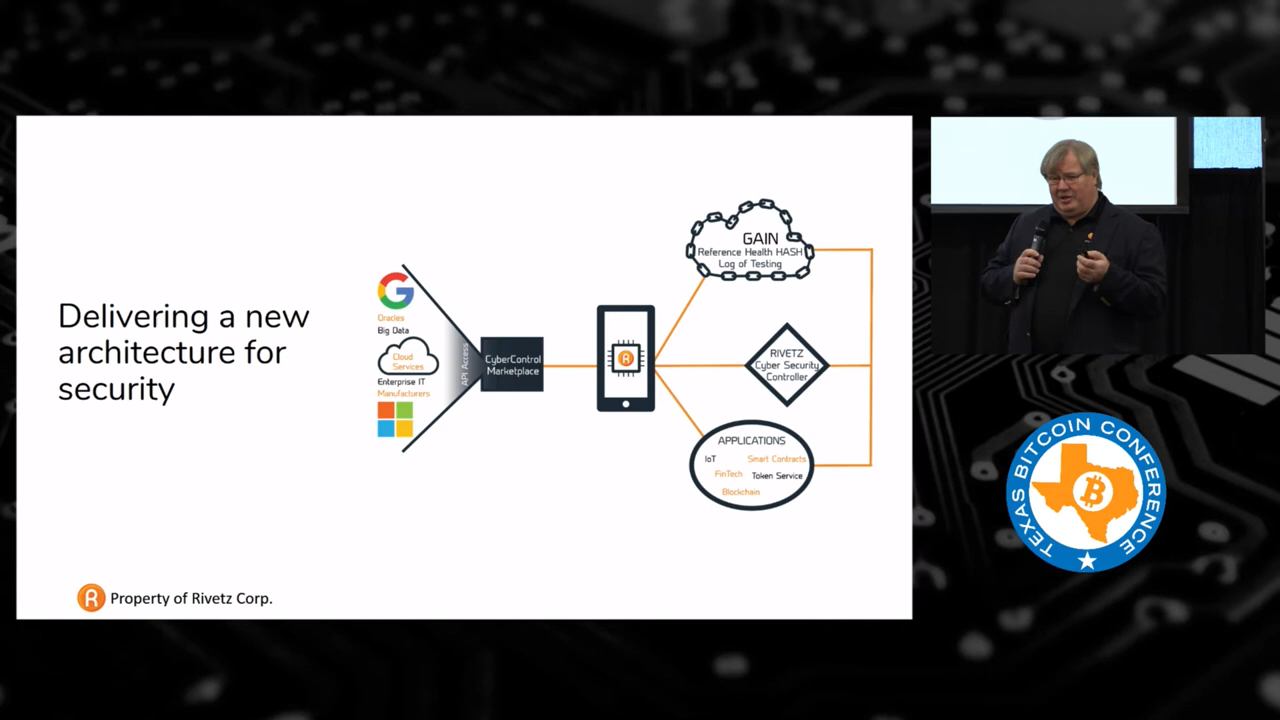 Delivering a new
architecture for
security
Oracles
Big Data
Cloud
Services
Enterprise IT
Manufacturers
API Access
CyberControl
Marketplace
R
GAIN
Reference Health HASH
Log of Testing
RIVETZ
Cyber Security
Controller
APPLICATIONS
IoT Smart Contracts
FinTech Token Service
Blockchain
R Property of Rivetz Corp.
TEXAS BITCOIN CONFERENCE